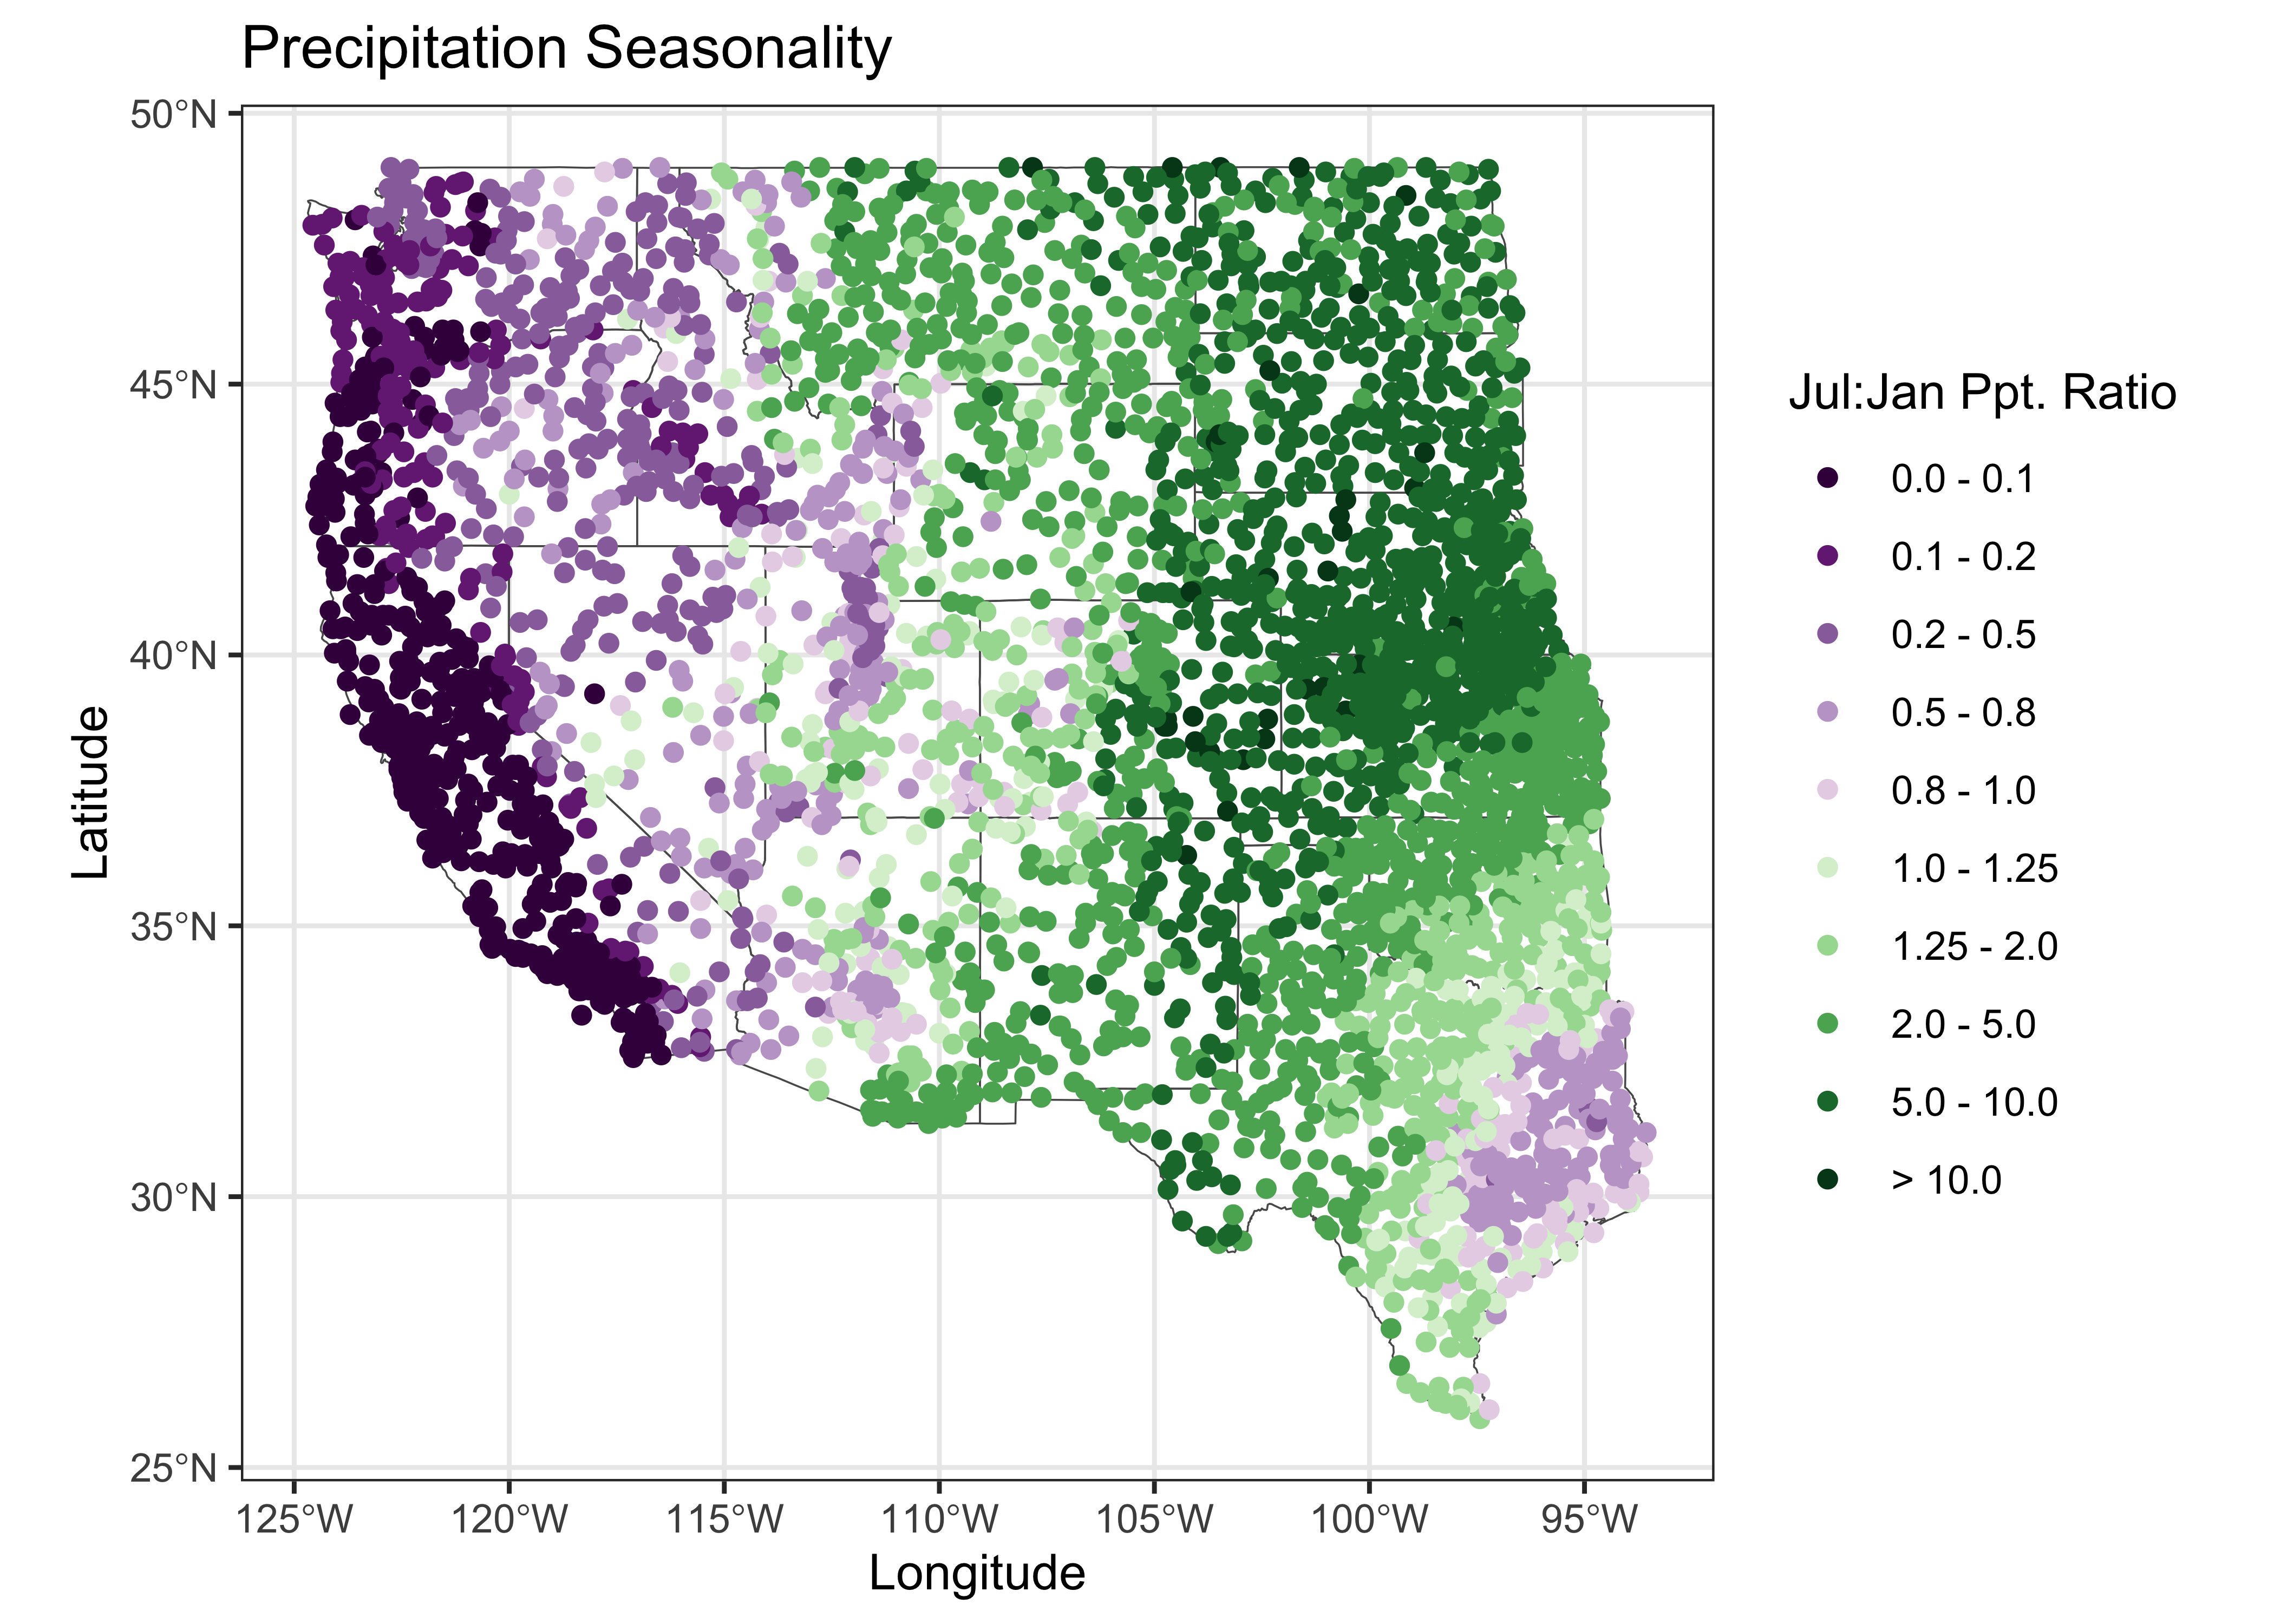 Precipitation Seasonality
50°N
45°N
40°N
35°N
30°N
25°N
Latitude
125°W
120°W
115°W
110°W
105°W
100°W
95°W
Longitude
Jul:Jan Ppt. Ratio
0.0 - 0.1
0.1 - 0.2
0.2 - 0.5
0.5 - 0.8
0.8 - 1.0
1.0 - 1.25
1.25 - 2.0
2.0 - 5.0
5.0 - 10.0
> 10.0